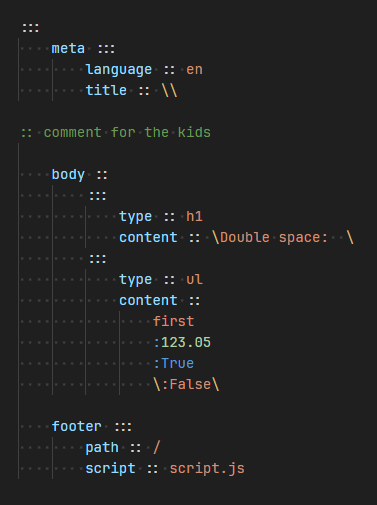 :::
    meta :::
        language :: en
        title :: \\
:: comment for the kids
    body ::
        :::
            type :: h1
            content :: \Double space:  \
        :::
            type :: ul
            content ::
                first
                :123.05
                :True
                \:False\
    footer :::
        path :: /
        script :: script.js